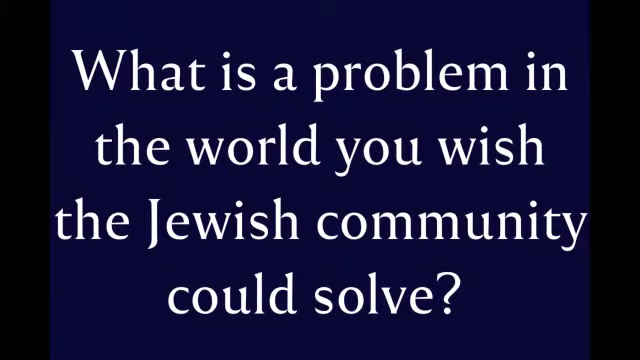 What is a problem in
the world you wish
the Jewish community
could solve?